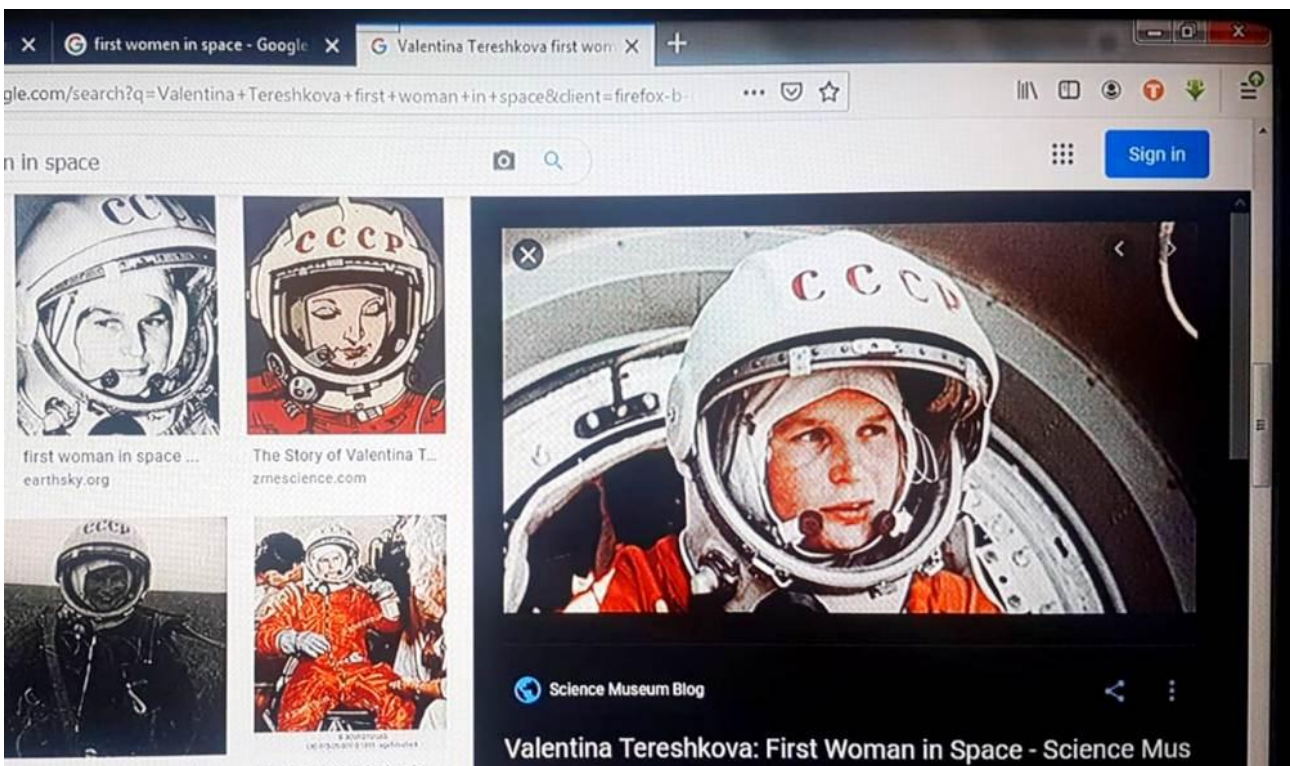 first women in space - Google
Valentina Tereshkova first won
gle.com/search?q=Valentina+Tereshkova+first+woman+in+space&client=firefox-b-
n in space
Sign in
CCCP
CCCP
CCCP
first woman in space ...
earthsky.org
The Story of Valentina T...
zmescience.com
CCCP
Science Museum Blog
Valentina Tereshkova: First Woman in Space - Science Mus